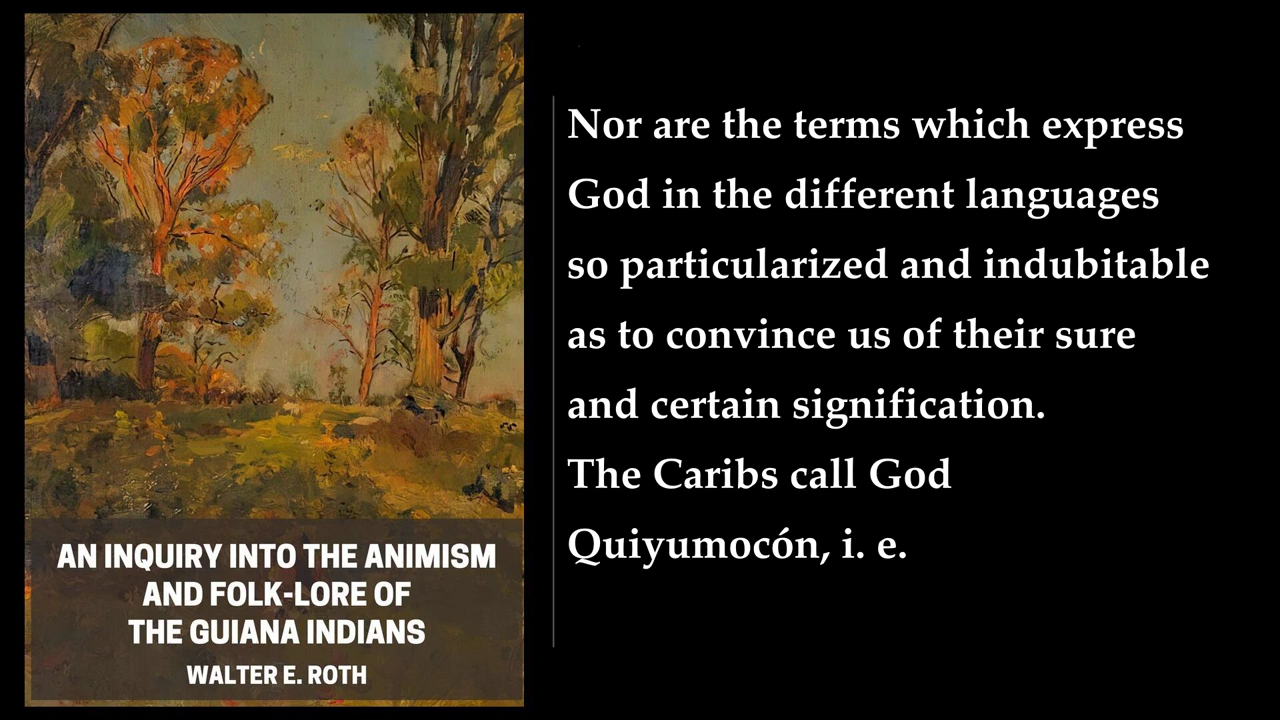 Nor are the terms which express
God in the different languages
so particularized and indubitable
as to convince us of their sure
and certain signification.
The Caribs call God
Quiyumocón, i. e.
AN INQUIRY INTO THE ANIMISM
AND FOLK-LORE OF
THE GUIANA INDIANS
WALTER E. ROTH